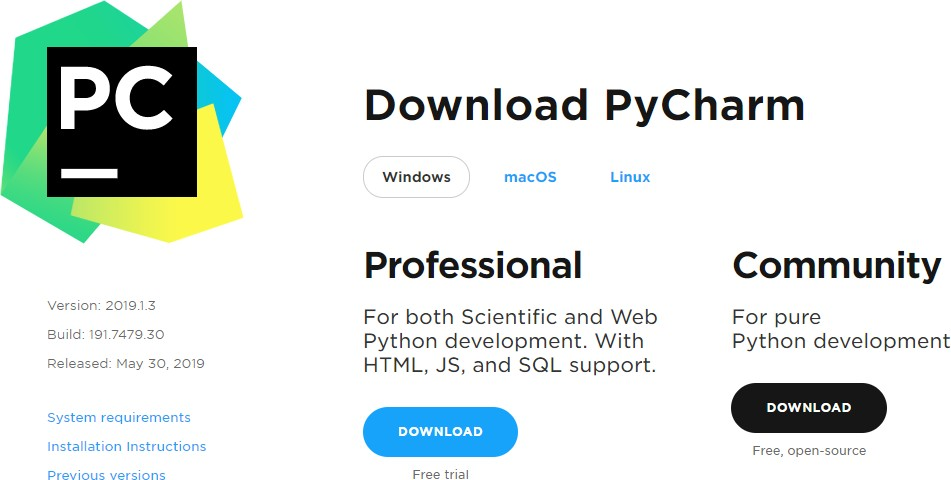 PC
Download PyCharm
Windows
macOS
Linux
Professional
For both Scientific and Web
Python development. With
HTML, JS, and SQL support.
DOWNLOAD
Free trial
Community
For pure
Python development
DOWNLOAD
Free, open-source
Version: 2019.1.3
Build: 191.7479.30
Released: May 30, 2019
System requirements
Installation Instructions
Previous versions